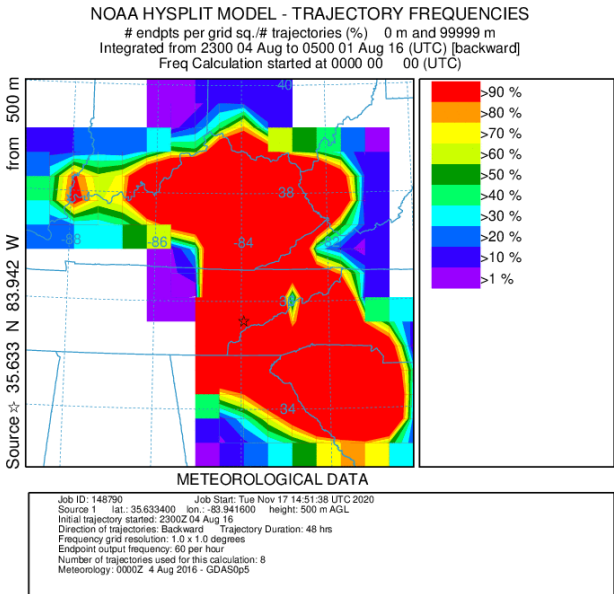 NOAA HYSPLIT MODEL - TRAJECTORY FREQUENCIES
# endpts per grid sq./# trajectories (%) 0 m and 99999 m
Integrated from 2300 04 Aug to 0500 01 Aug 16 (UTC) [backward]
Freq Calculation started at 0000 00 00 (UTC)
Source ☆ 35.633 N 83.942 W from 500 m
40
38
-88
-86
-84
34
>90 %
>80 %
>70 %
>60 %
>50 %
>40 %
>30 %
>20 %
>10 %
>1 %
METEOROLOGICAL DATA
Job ID: 148790 Job Start: Tue Nov 17 14:51:38 UTC 2020
Source 1 lat.: 35.633400 lon.: -83.941600 height: 500 m AGL
Initial trajectory started: 2300Z 04 Aug 16
Direction of trajectories: Backward Trajectory Duration: 48 hrs
Frequency grid resolution: 1.0 x 1.0 degrees
Endpoint output frequency: 60 per hour
Number of trajectories used for this calculation: 8
Meteorology: 0000Z 4 Aug 2016 - GDAS0p5